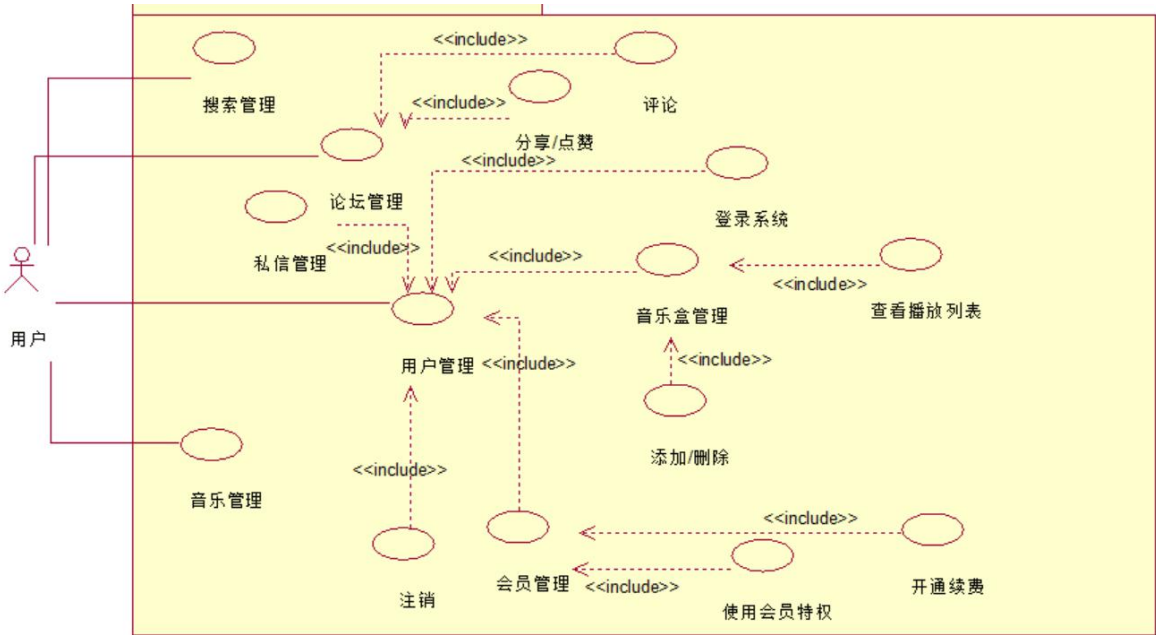 <<include>>
搜索管理
<<include>>
评论
分享/点赞
<<include>>
论坛管理
登录系统
<<include>>
私信管理
<<include>>
<<include>>
音乐盒管理
查看播放列表
用户
用户管理
<<include>>
<<include>>
添加/删除
<<include>>
音乐管理
<<include>>
会员管理
<<include>>
开通续费
注销
使用会员特权